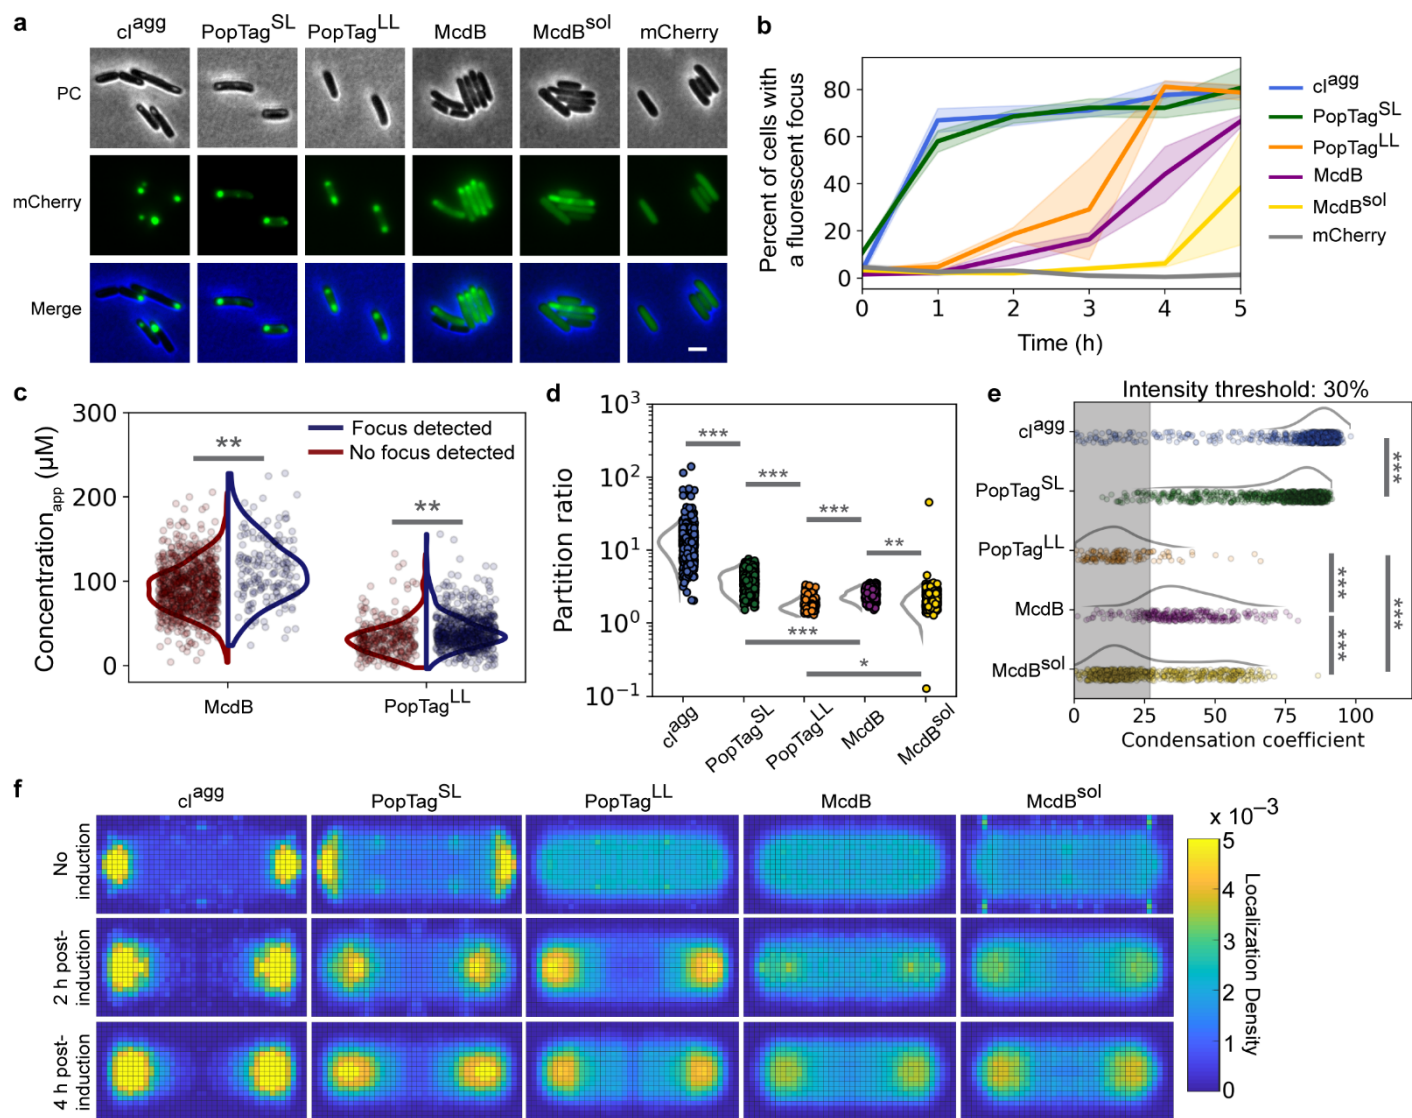 a
cI^agg PopTag^SL PopTag^LL McdB McdB^sol mCherry
PC
mCherry
Merge
b
Percent of cells with
a fluorescent focus
80
60
40
20
0
0 1 2 3 4 5
Time (h)
cI^agg
PopTag^SL
PopTag^LL
McdB
McdB^sol
mCherry
c
Concentration_app (µM)
300
200
100
0
** **
Focus detected
No focus detected
McdB PopTag^LL
d
Partition ratio
10^3
10^2
10^1
10^0
10^-1
***
***
***
**
***
*
cI^agg PopTag^SL PopTag^LL McdB McdB^sol
e
Intensity threshold: 30%
cI^agg
PopTag^SL
PopTag^LL
McdB
McdB^sol
***
***
***
***
0 25 50 75 100
Condensation coefficient
f
cI^agg PopTag^SL PopTag^LL McdB McdB^sol
No
induction
2 h post-
induction
4 h post-
induction
x 10^-3
5
4
3
2
1
0
Localization Density